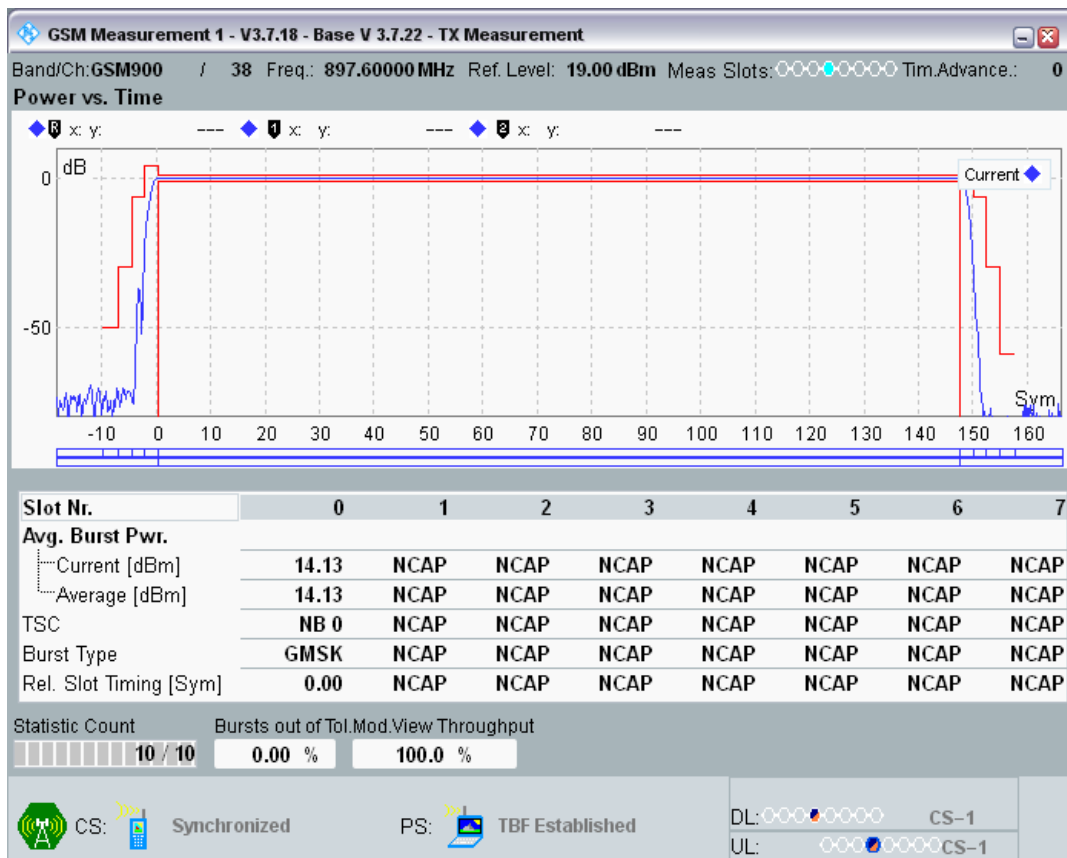 GSM Measurement 1 - V3.7.18 - Base V 3.7.22 - TX Measurement
Band/Ch:GSM900 / 38 Freq.: 897.60000 MHz Ref. Level: 19.00 dBm Meas Slots: Tim.Advance.: 0
Power vs. Time
R x: y: --- 1 x: y: --- 2 x: y: ---
dB
Current
0
-50
Sym
-10 0 10 20 30 40 50 60 70 80 90 100 110 120 130 140 150 160
Slot Nr. 0 1 2 3 4 5 6 7
Avg. Burst Pwr.
Current [dBm] 14.13 NCAP NCAP NCAP NCAP NCAP NCAP NCAP
Average [dBm] 14.13 NCAP NCAP NCAP NCAP NCAP NCAP NCAP
TSC NB 0 NCAP NCAP NCAP NCAP NCAP NCAP NCAP
Burst Type GMSK NCAP NCAP NCAP NCAP NCAP NCAP NCAP
Rel. Slot Timing [Sym] 0.00 NCAP NCAP NCAP NCAP NCAP NCAP NCAP
Statistic Count Bursts out of Tol. Mod.View Throughput
10 / 10 0.00 % 100.0 %
CS: Synchronized PS: TBF Established
DL: CS-1
UL: CS-1